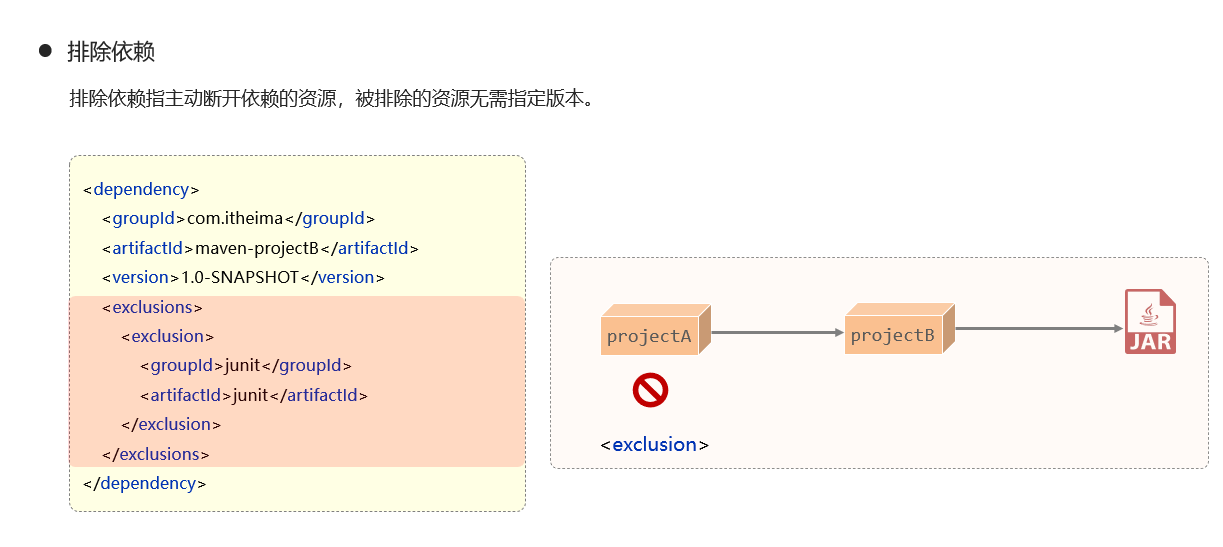 排除依赖
排除依赖指主动断开依赖的资源，被排除的资源无需指定版本。
<dependency>
<groupId>com.itheima</groupId>
<artifactId>maven-projectB</artifactId>
<version>1.0-SNAPSHOT</version>
<exclusions>
<exclusion>
<groupId>junit</groupId>
<artifactId>junit</artifactId>
</exclusion>
</exclusions>
</dependency>
projectA
projectB
JAR
<exclusion>